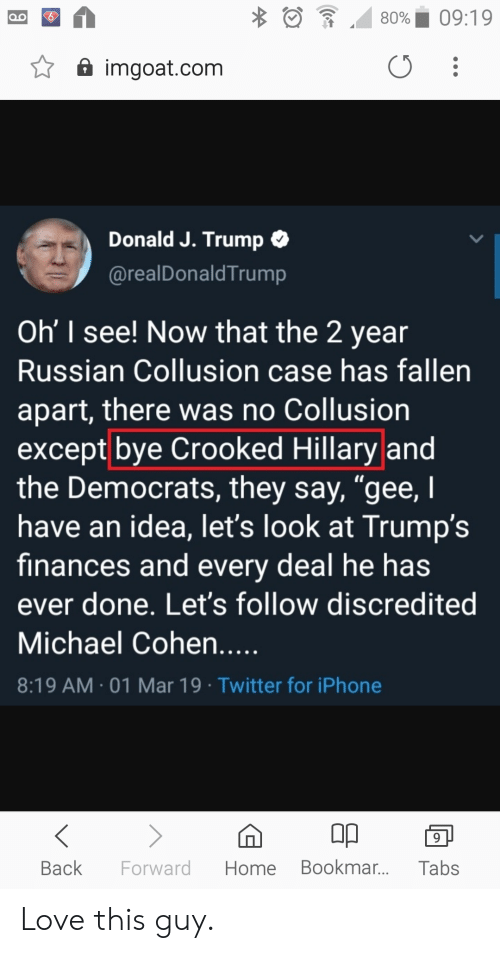 80% 09:19
imgoat.com
Donald J. Trump
@realDonaldTrump
Oh' I see! Now that the 2 year
Russian Collusion case has fallen
apart, there was no Collusion
except bye Crooked Hillary and
the Democrats, they say, “gee, I
have an idea, let's look at Trump's
finances and every deal he has
ever done. Let's follow discredited
Michael Cohen.....
8:19 AM · 01 Mar 19 · Twitter for iPhone
9
Back Forward Home Bookmar... Tabs
Love this guy.